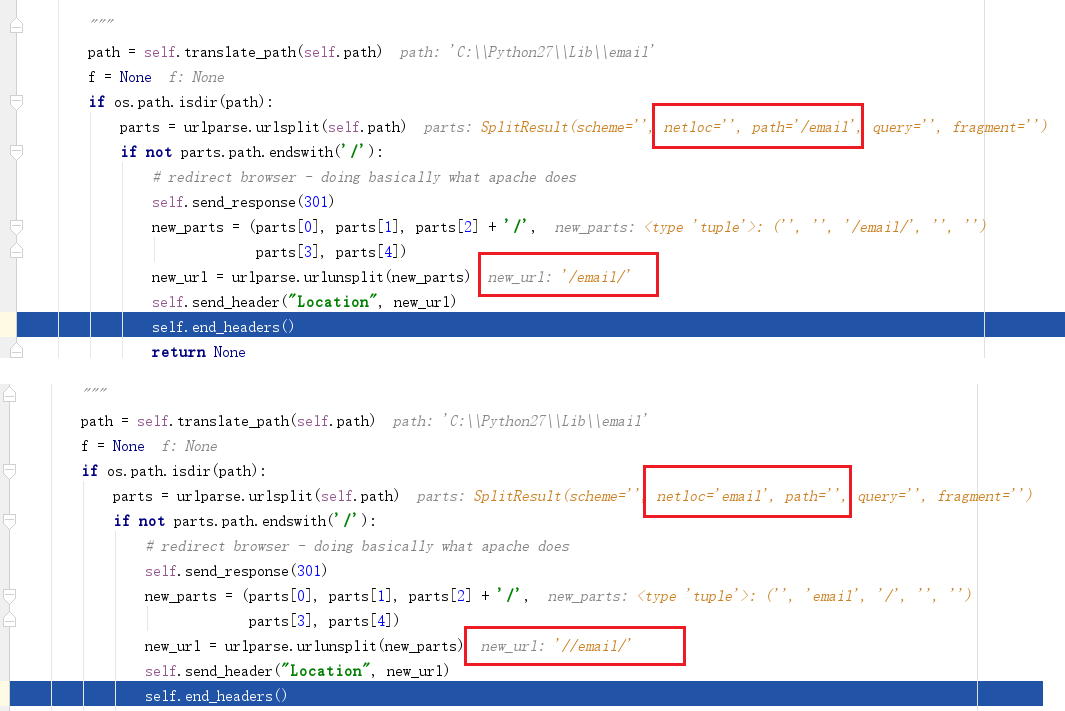 """
path = self.translate_path(self.path)  path: 'C:\\Python27\\Lib\\email'
f = None  f: None
if os.path.isdir(path):
parts = urlparse.urlsplit(self.path)  parts: SplitResult(scheme='', netloc='', path='/email', query='', fragment='')
if not parts.path.endswith('/'):
# redirect browser - doing basically what apache does
self.send_response(301)
new_parts = (parts[0], parts[1], parts[2] + '/',  new_parts: <type 'tuple'>: ('', '', '/email/', '', '')
parts[3], parts[4])
new_url = urlparse.urlunsplit(new_parts)  new_url: '/email/'
self.send_header("Location", new_url)
self.end_headers()
return None
"""
path = self.translate_path(self.path)  path: 'C:\\Python27\\Lib\\email'
f = None  f: None
if os.path.isdir(path):
parts = urlparse.urlsplit(self.path)  parts: SplitResult(scheme='', netloc='email', path='', query='', fragment='')
if not parts.path.endswith('/'):
# redirect browser - doing basically what apache does
self.send_response(301)
new_parts = (parts[0], parts[1], parts[2] + '/',  new_parts: <type 'tuple'>: ('', 'email', '/', '', '')
parts[3], parts[4])
new_url = urlparse.urlunsplit(new_parts)  new_url: '//email/'
self.send_header("Location", new_url)
self.end_headers()